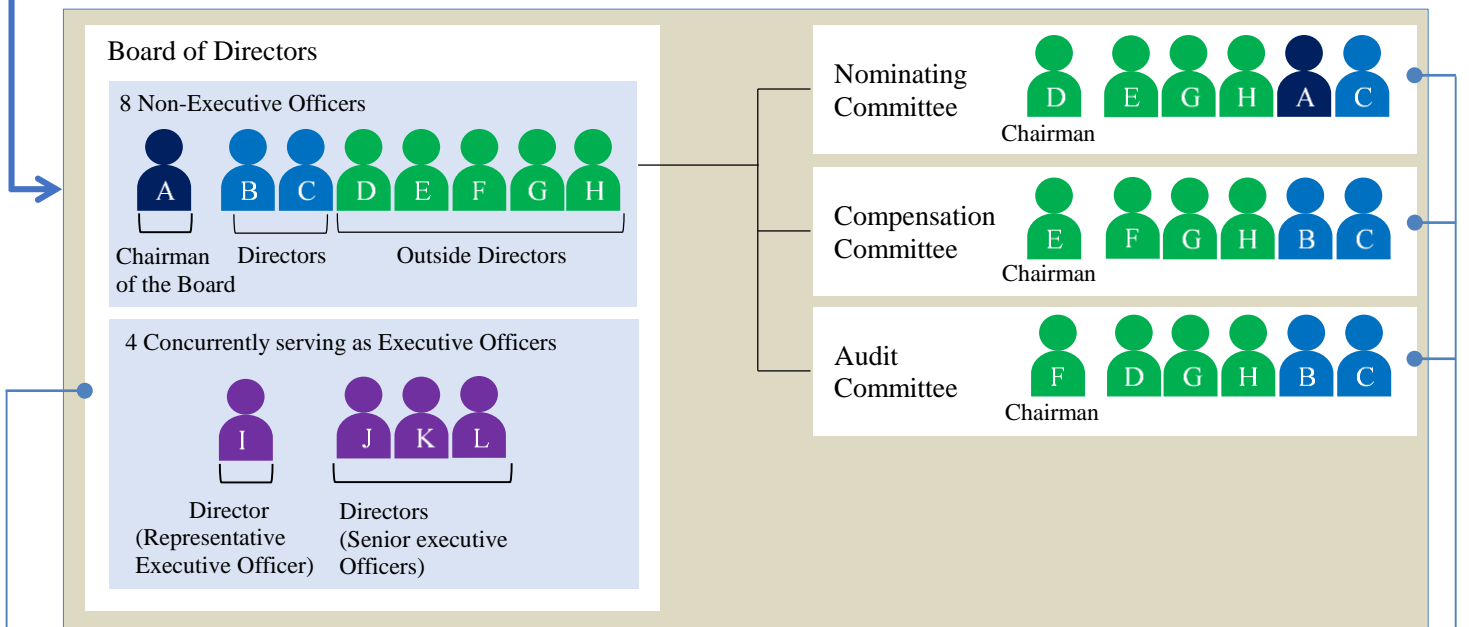 Board of Directors
8 Non-Executive Officers
A B C D E F G H
Chairman
of the Board
Directors
Outside Directors
4 Concurrently serving as Executive Officers
I J K L
Director
(Representative
Executive Officer)
Directors
(Senior executive
Officers)
Nominating
Committee
D E G H A C
Chairman
Compensation
Committee
E F G H B C
Chairman
Audit
Committee
F D G H B C
Chairman